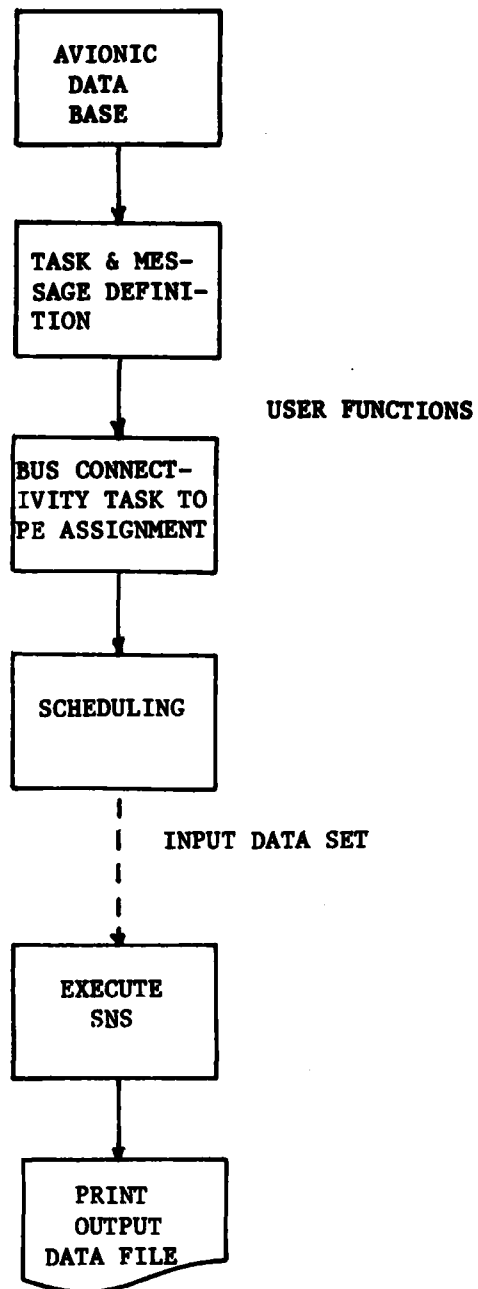 AVIONIC
DATA
BASE
TASK & MES-
SAGE DEFINI-
TION
USER FUNCTIONS
BUS CONNECT-
IVITY TASK TO
PE ASSIGNMENT
SCHEDULING
INPUT DATA SET
EXECUTE
SNS
PRINT
OUTPUT
DATA FILE